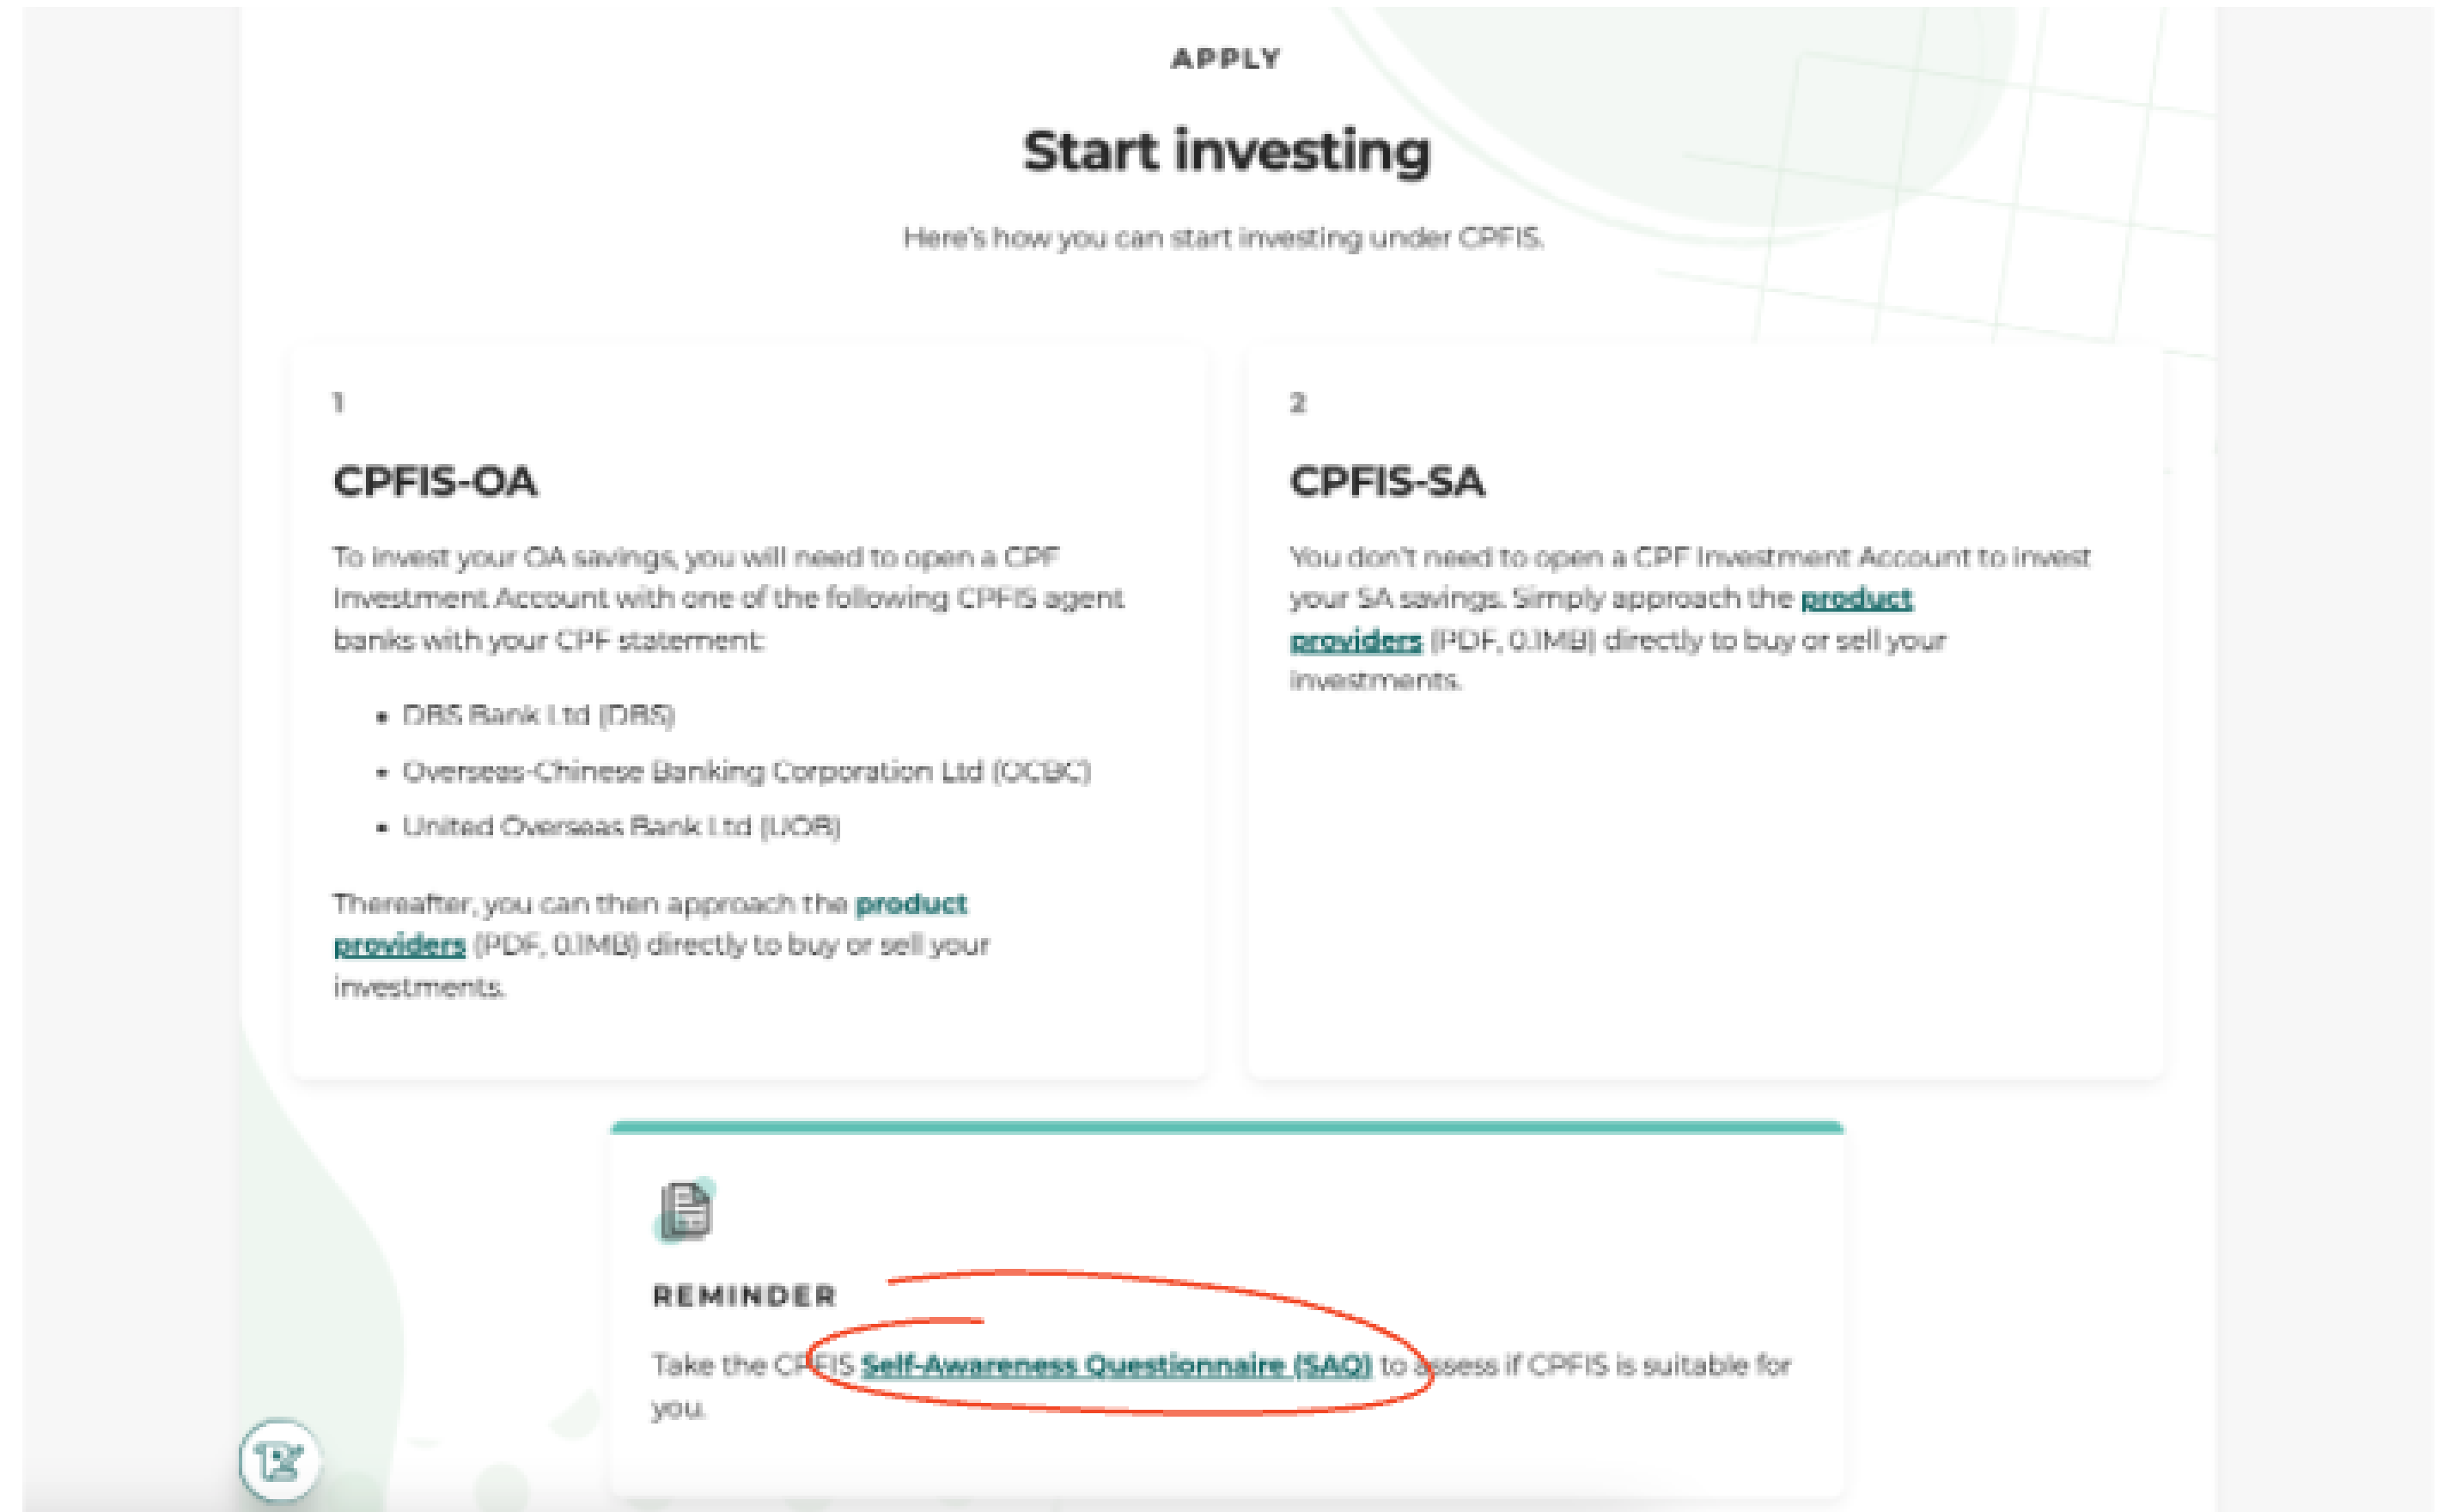 APPLY
Start investing
Here's how you can start investing under CPFIS.
1
CPFIS-OA
To invest your OA savings, you will need to open a CPF
Investment Account with one of the following CPFIS agent
banks with your CPF statement:
• DBS Bank Ltd (DBS)
• Overseas-Chinese Banking Corporation Ltd (OCBC)
• United Overseas Bank Ltd (UOB)
Thereafter, you can then approach the product
providers (PDF, 0.1MB) directly to buy or sell your
investments.
2
CPFIS-SA
You don't need to open a CPF Investment Account to invest
your SA savings. Simply approach the product
providers (PDF, 0.1MB) directly to buy or sell your
investments.
REMINDER
Take the CPFIS Self-Awareness Questionnaire (SAQ) to assess if CPFIS is suitable for
you.